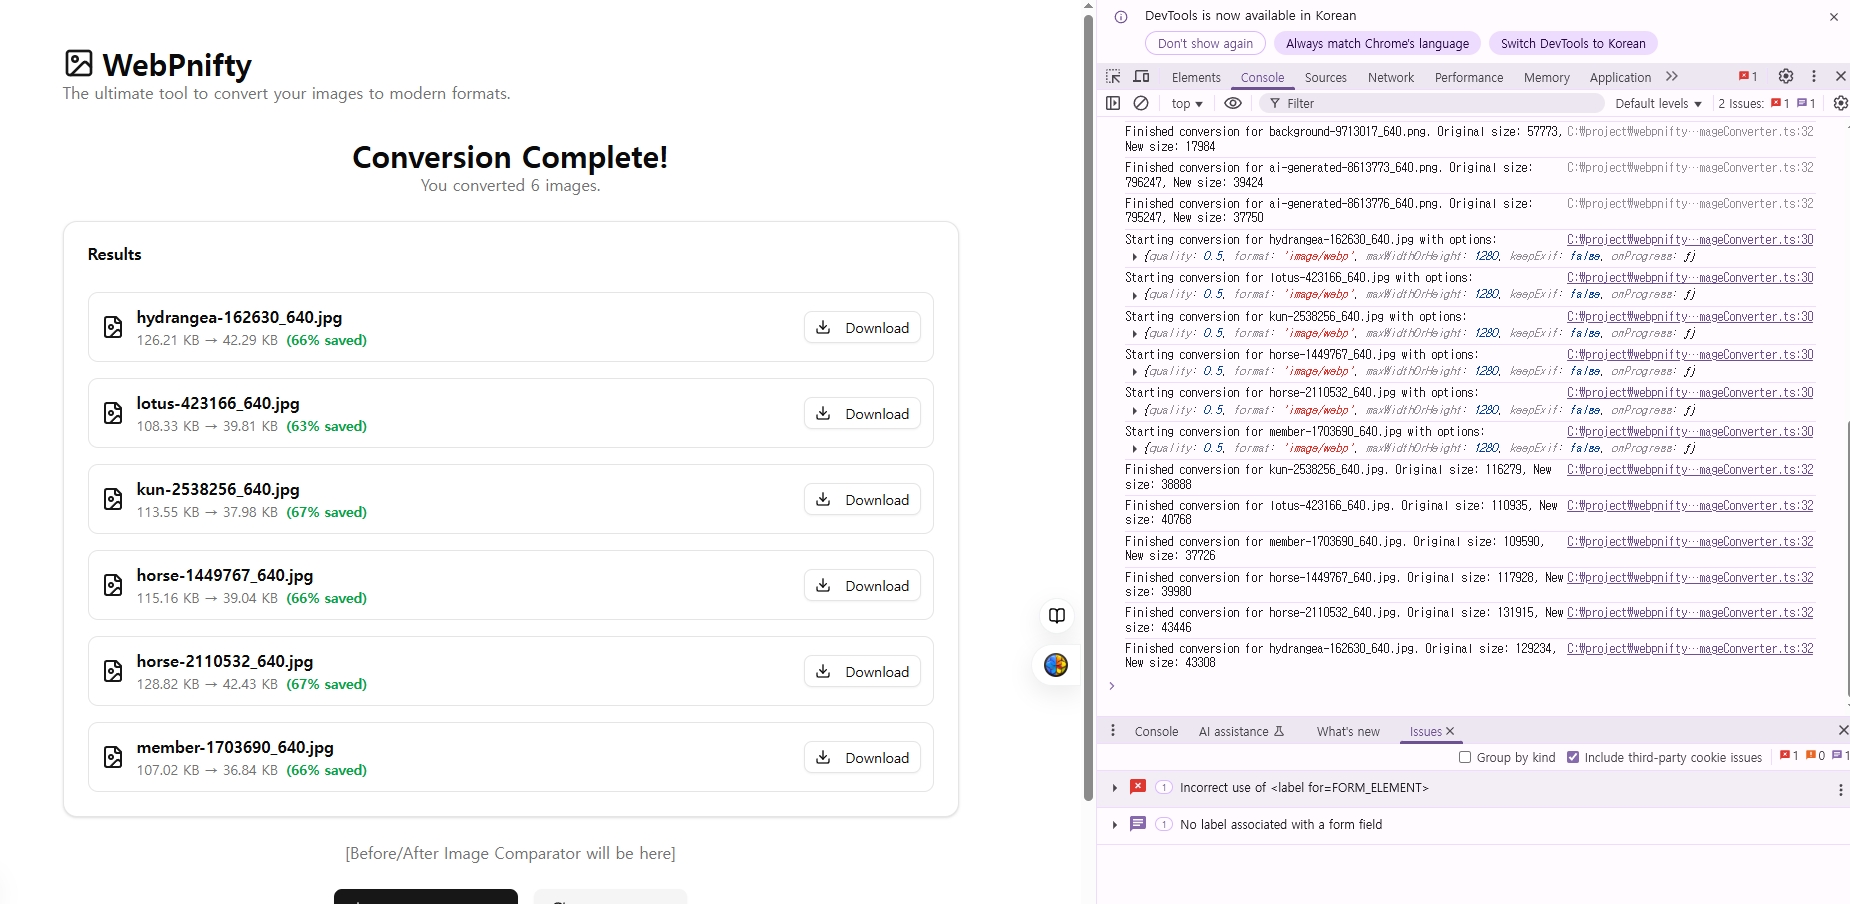 WebPnifty
The ultimate tool to convert your images to modern formats.
Conversion Complete!
You converted 6 images.
Results
hydrangea-162630_640.jpg
126.21 KB → 42.29 KB (66% saved)
Download
lotus-423166_640.jpg
108.33 KB → 39.81 KB (63% saved)
Download
kun-2538256_640.jpg
113.55 KB → 37.98 KB (67% saved)
Download
horse-1449767_640.jpg
115.16 KB → 39.04 KB (66% saved)
Download
horse-2110532_640.jpg
128.82 KB → 42.43 KB (67% saved)
Download
member-1703690_640.jpg
107.02 KB → 36.84 KB (66% saved)
Download
[Before/After Image Comparator will be here]
DevTools is now available in Korean
Don't show again Always match Chrome's language Switch DevTools to Korean
Elements Console Sources Network Performance Memory Application 1
top Filter Default levels 2 Issues: 1 1
Finished conversion for background-9713017_640.png. Original size: 57773, C:₩project₩webpnifty…mageConverter.ts:32
New size: 17984
Finished conversion for ai-generated-8613773_640.png. Original size: C:₩project₩webpnifty…mageConverter.ts:32
796247, New size: 39424
Finished conversion for ai-generated-8613776_640.png. Original size: C:₩project₩webpnifty…mageConverter.ts:32
795247, New size: 37750
Starting conversion for hydrangea-162630_640.jpg with options: C:₩project₩webpnifty…mageConverter.ts:30
{quality: 0.5, format: 'image/webp', maxWidthOrHeight: 1280, keepExif: false, onProgress: ƒ}
Starting conversion for lotus-423166_640.jpg with options: C:₩project₩webpnifty…mageConverter.ts:30
{quality: 0.5, format: 'image/webp', maxWidthOrHeight: 1280, keepExif: false, onProgress: ƒ}
Starting conversion for kun-2538256_640.jpg with options: C:₩project₩webpnifty…mageConverter.ts:30
{quality: 0.5, format: 'image/webp', maxWidthOrHeight: 1280, keepExif: false, onProgress: ƒ}
Starting conversion for horse-1449767_640.jpg with options: C:₩project₩webpnifty…mageConverter.ts:30
{quality: 0.5, format: 'image/webp', maxWidthOrHeight: 1280, keepExif: false, onProgress: ƒ}
Starting conversion for horse-2110532_640.jpg with options: C:₩project₩webpnifty…mageConverter.ts:30
{quality: 0.5, format: 'image/webp', maxWidthOrHeight: 1280, keepExif: false, onProgress: ƒ}
Starting conversion for member-1703690_640.jpg with options: C:₩project₩webpnifty…mageConverter.ts:30
{quality: 0.5, format: 'image/webp', maxWidthOrHeight: 1280, keepExif: false, onProgress: ƒ}
Finished conversion for kun-2538256_640.jpg. Original size: 116279, New C:₩project₩webpnifty…mageConverter.ts:32
size: 38888
Finished conversion for lotus-423166_640.jpg. Original size: 110935, New C:₩project₩webpnifty…mageConverter.ts:32
size: 40768
Finished conversion for member-1703690_640.jpg. Original size: 109590, C:₩project₩webpnifty…mageConverter.ts:32
New size: 37726
Finished conversion for horse-1449767_640.jpg. Original size: 117928, New C:₩project₩webpnifty…mageConverter.ts:32
size: 39980
Finished conversion for horse-2110532_640.jpg. Original size: 131915, New C:₩project₩webpnifty…mageConverter.ts:32
size: 43446
Finished conversion for hydrangea-162630_640.jpg. Original size: 129234, C:₩project₩webpnifty…mageConverter.ts:32
New size: 43308
Console AI assistance What's new Issues
Group by kind Include third-party cookie issues 1 0 1
1 Incorrect use of <label for=FORM_ELEMENT>
1 No label associated with a form field